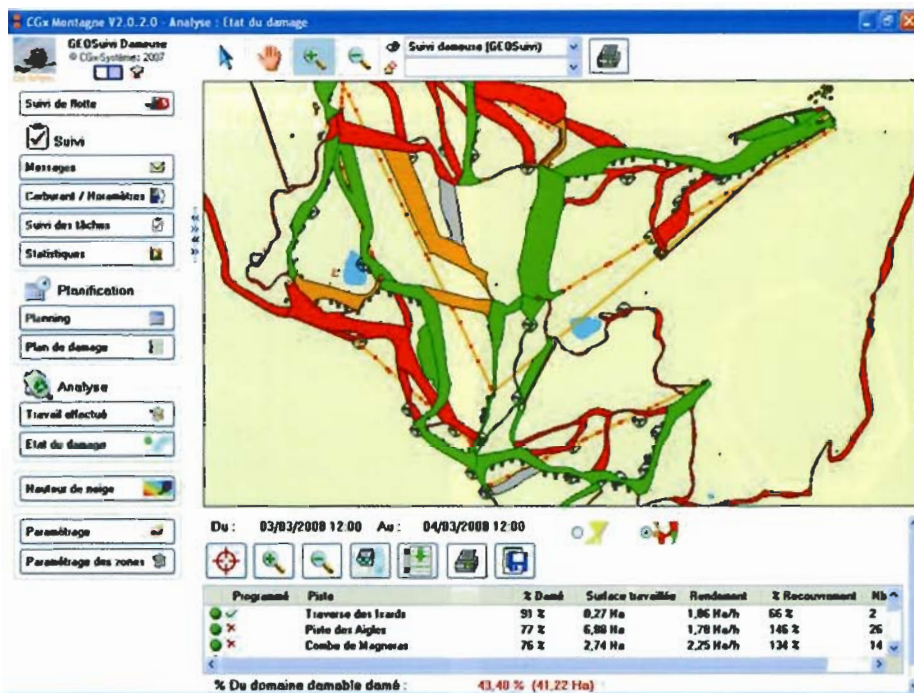 CGx Montagne V2.0.2.0 - Analyse : Etat du damage
GEOSuivi Dameuse
© CGx-Systèmes 2007
Suivi dameuse (GEOSuivi)
Suivi de flotte
Suivi
Messages
Carburant / Horamètres
Suivi des tâches
Statistiques
Planification
Planning
Plan de damage
Analyse
Travail effectué
Etat du damage
Hauteur de neige
Paramétrage
Paramétrage des zones
Du : 03/03/2008 12:00 Au : 04/03/2008 12:00
Programmé Piste % Damé Surface travaillée Rendement % Recouvrement Nb
Traverse des Isards 91 % 0,27 Ha 1,06 Ha/h 66 % 2
Piste des Aigles 77 % 6,88 Ha 1,78 Ha/h 146 % 26
Combe de Magneras 76 % 2,74 Ha 2,25 Ha/h 134 % 14
% Du domaine damable damé : 43,40 % (41,22 Ha)